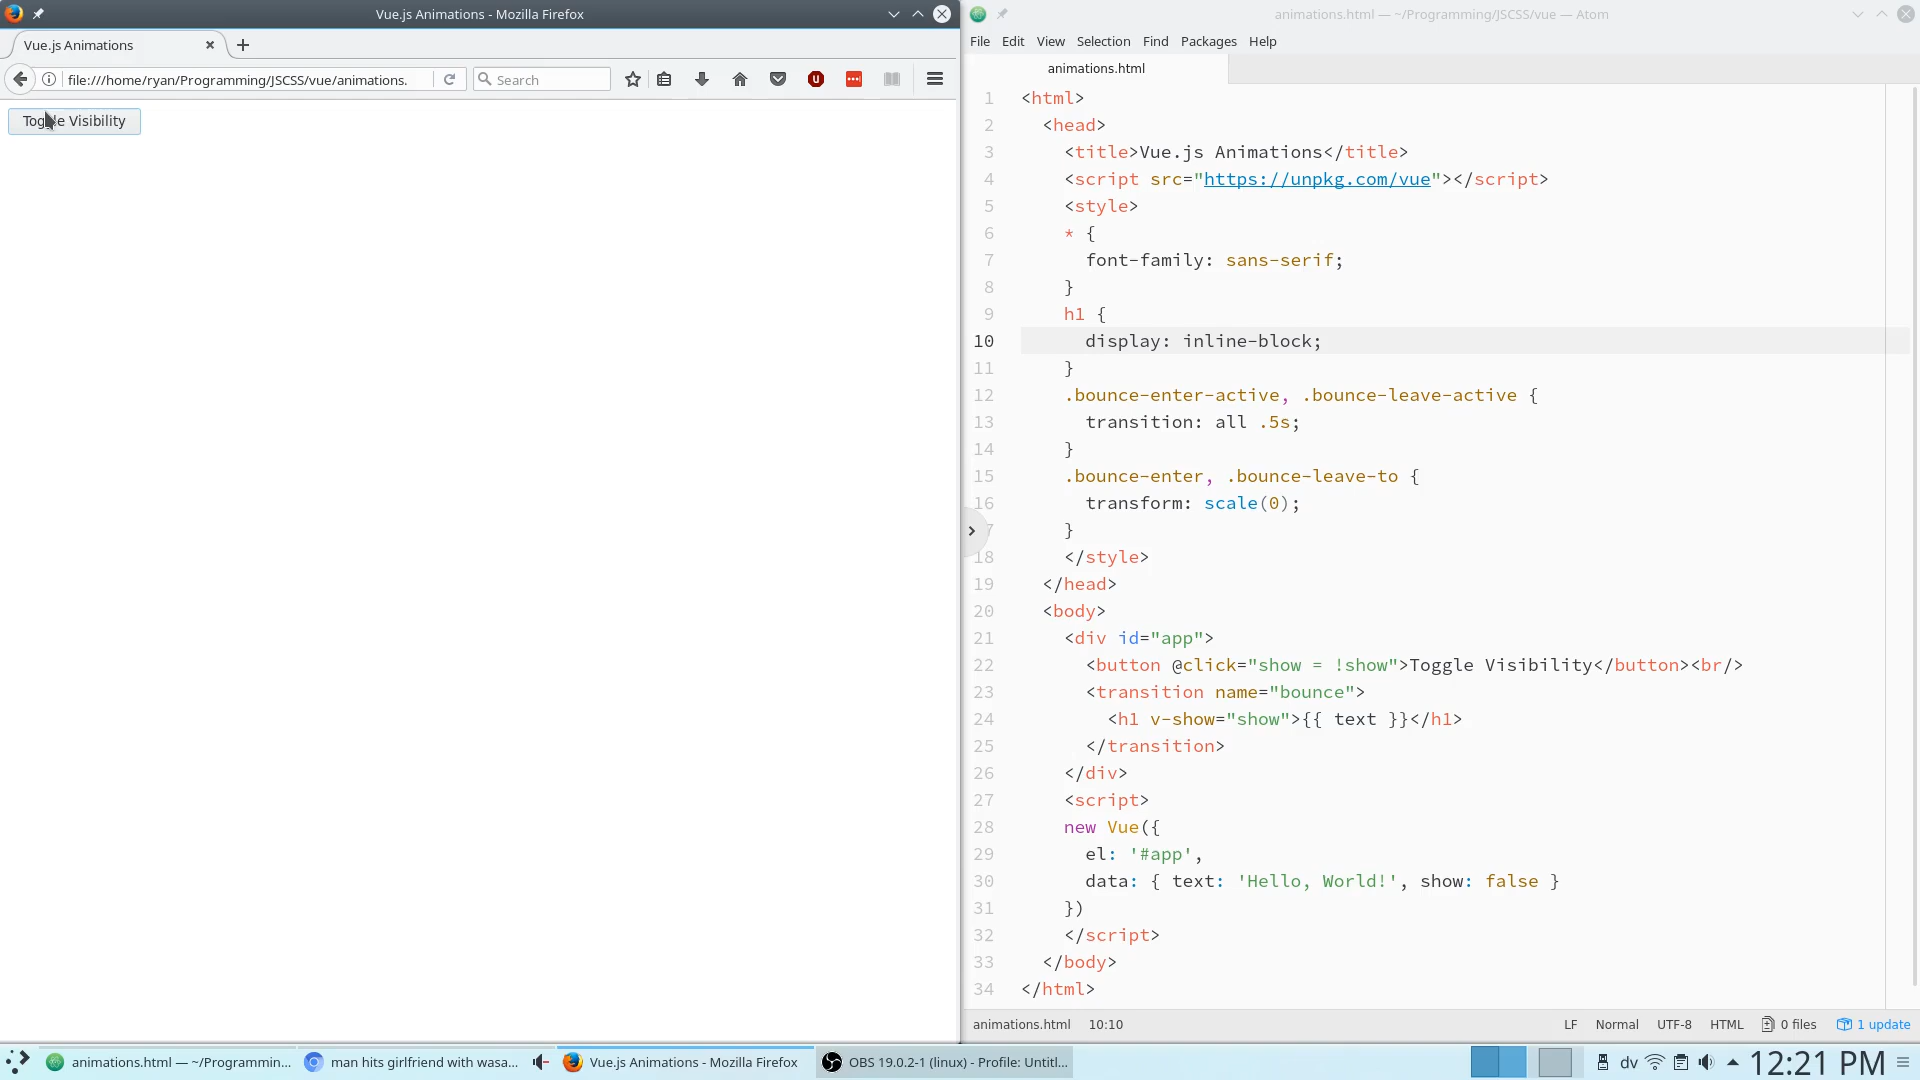 Vue.js Animations - Mozilla Firefox
Vue.js Animations
file:///home/ryan/Programming/JSCSS/vue/animations.
Search
Toggle Visibility
animations.html — ~/Programming/JSCSS/vue — Atom
File Edit View Selection Find Packages Help
animations.html
1 <html>
2 <head>
3 <title>Vue.js Animations</title>
4 <script src="https://unpkg.com/vue"></script>
5 <style>
6 * {
7 font-family: sans-serif;
8 }
9 h1 {
10 display: inline-block;
11 }
12 .bounce-enter-active, .bounce-leave-active {
13 transition: all .5s;
14 }
15 .bounce-enter, .bounce-leave-to {
16 transform: scale(0);
7 }
18 </style>
19 </head>
20 <body>
21 <div id="app">
22 <button @click="show = !show">Toggle Visibility</button><br/>
23 <transition name="bounce">
24 <h1 v-show="show">{{ text }}</h1>
25 </transition>
26 </div>
27 <script>
28 new Vue({
29 el: '#app',
30 data: { text: 'Hello, World!', show: false }
31 })
32 </script>
33 </body>
34 </html>
animations.html 10:10 LF Normal UTF-8 HTML 0 files 1 update
animations.html — ~/Programmin... man hits girlfriend with wasa... Vue.js Animations - Mozilla Firefox OBS 19.0.2-1 (linux) - Profile: Untitl... dv 12:21 PM